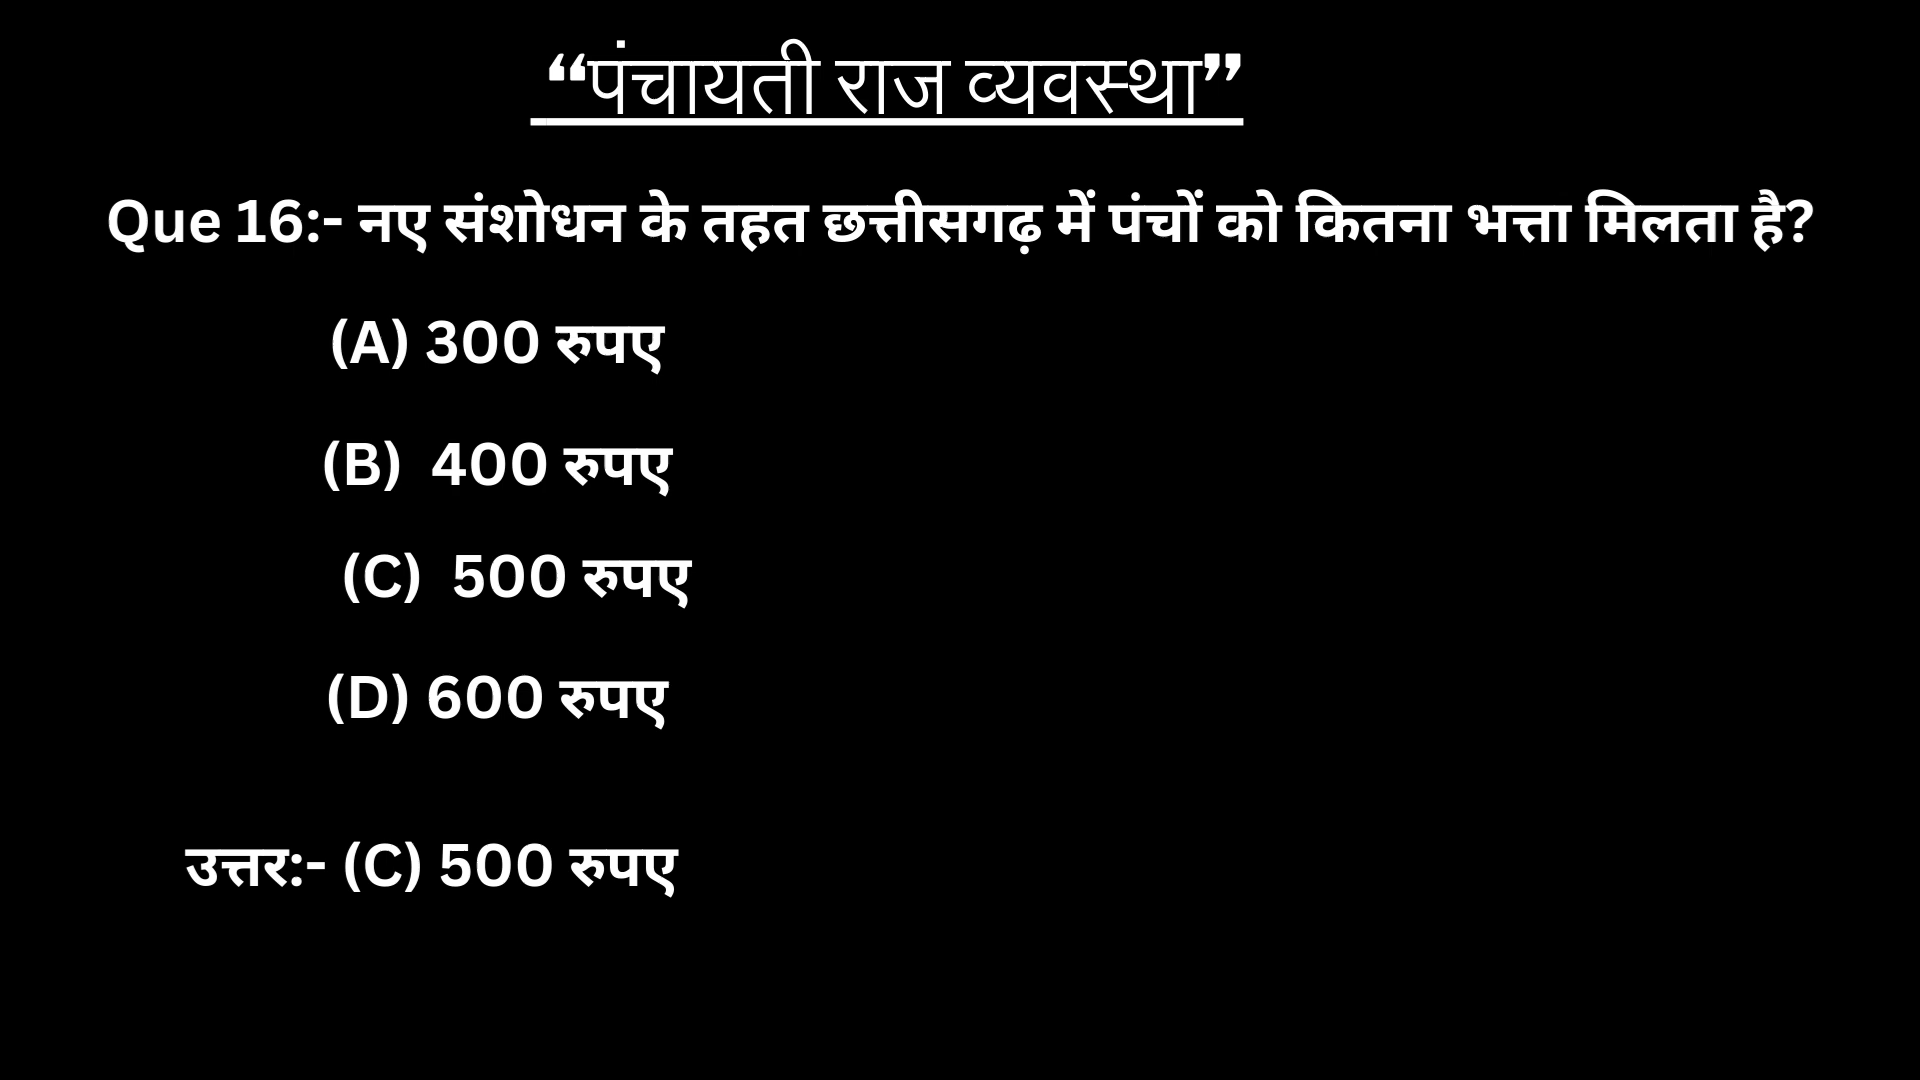 “पंचायती राज व्यवस्था”
Que 16:- नए संशोधन के तहत छत्तीसगढ़ में पंचों को कितना भत्ता मिलता है?
(A) 300 रुपए
(B) 400 रुपए
(C) 500 रुपए
(D) 600 रुपए
उत्तर:- (C) 500 रुपए